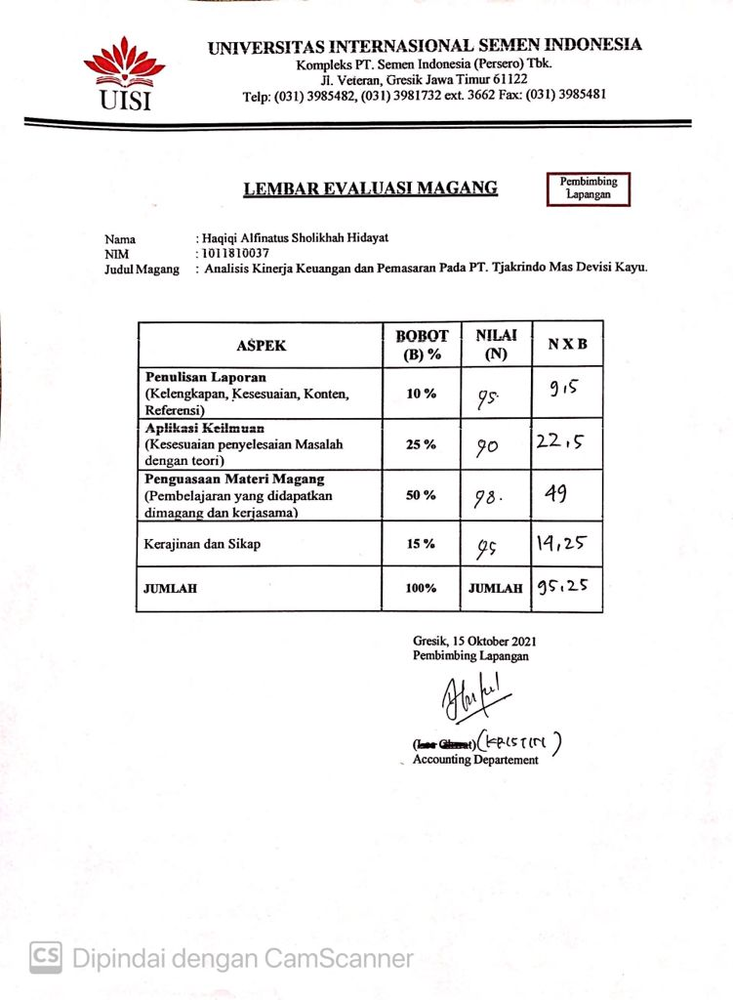 UISI
UNIVERSITAS INTERNASIONAL SEMEN INDONESIA
Kompleks PT. Semen Indonesia (Persero) Tbk.
Jl. Veteran, Gresik Jawa Timur 61122
Telp: (031) 3985482, (031) 3981732 ext. 3662 Fax: (031) 3985481
LEMBAR EVALUASI MAGANG
Pembimbing
Lapangan
Nama : Haqiqi Alfinatus Sholikhah Hidayat
NIM : 1011810037
Judul Magang : Analisis Kinerja Keuangan dan Pemasaran Pada PT. Tjakrindo Mas Devisi Kayu.
ASPEK BOBOT (B) % NILAI (N) N X B
Penulisan Laporan
(Kelengkapan, Kesesuaian, Konten,
Referensi)
10 % 95 9,5
Aplikasi Keilmuan
(Kesesuaian penyelesaian Masalah
dengan teori)
25 % 90 22,5
Penguasaan Materi Magang
(Pembelajaran yang didapatkan
dimagang dan kerjasama)
50 % 98. 49
Kerajinan dan Sikap 15 % 95 14,25
JUMLAH 100% JUMLAH 95,25
Gresik, 15 Oktober 2021
Pembimbing Lapangan
(KRISTIN)
Accounting Departement
CS Dipindai dengan CamScanner